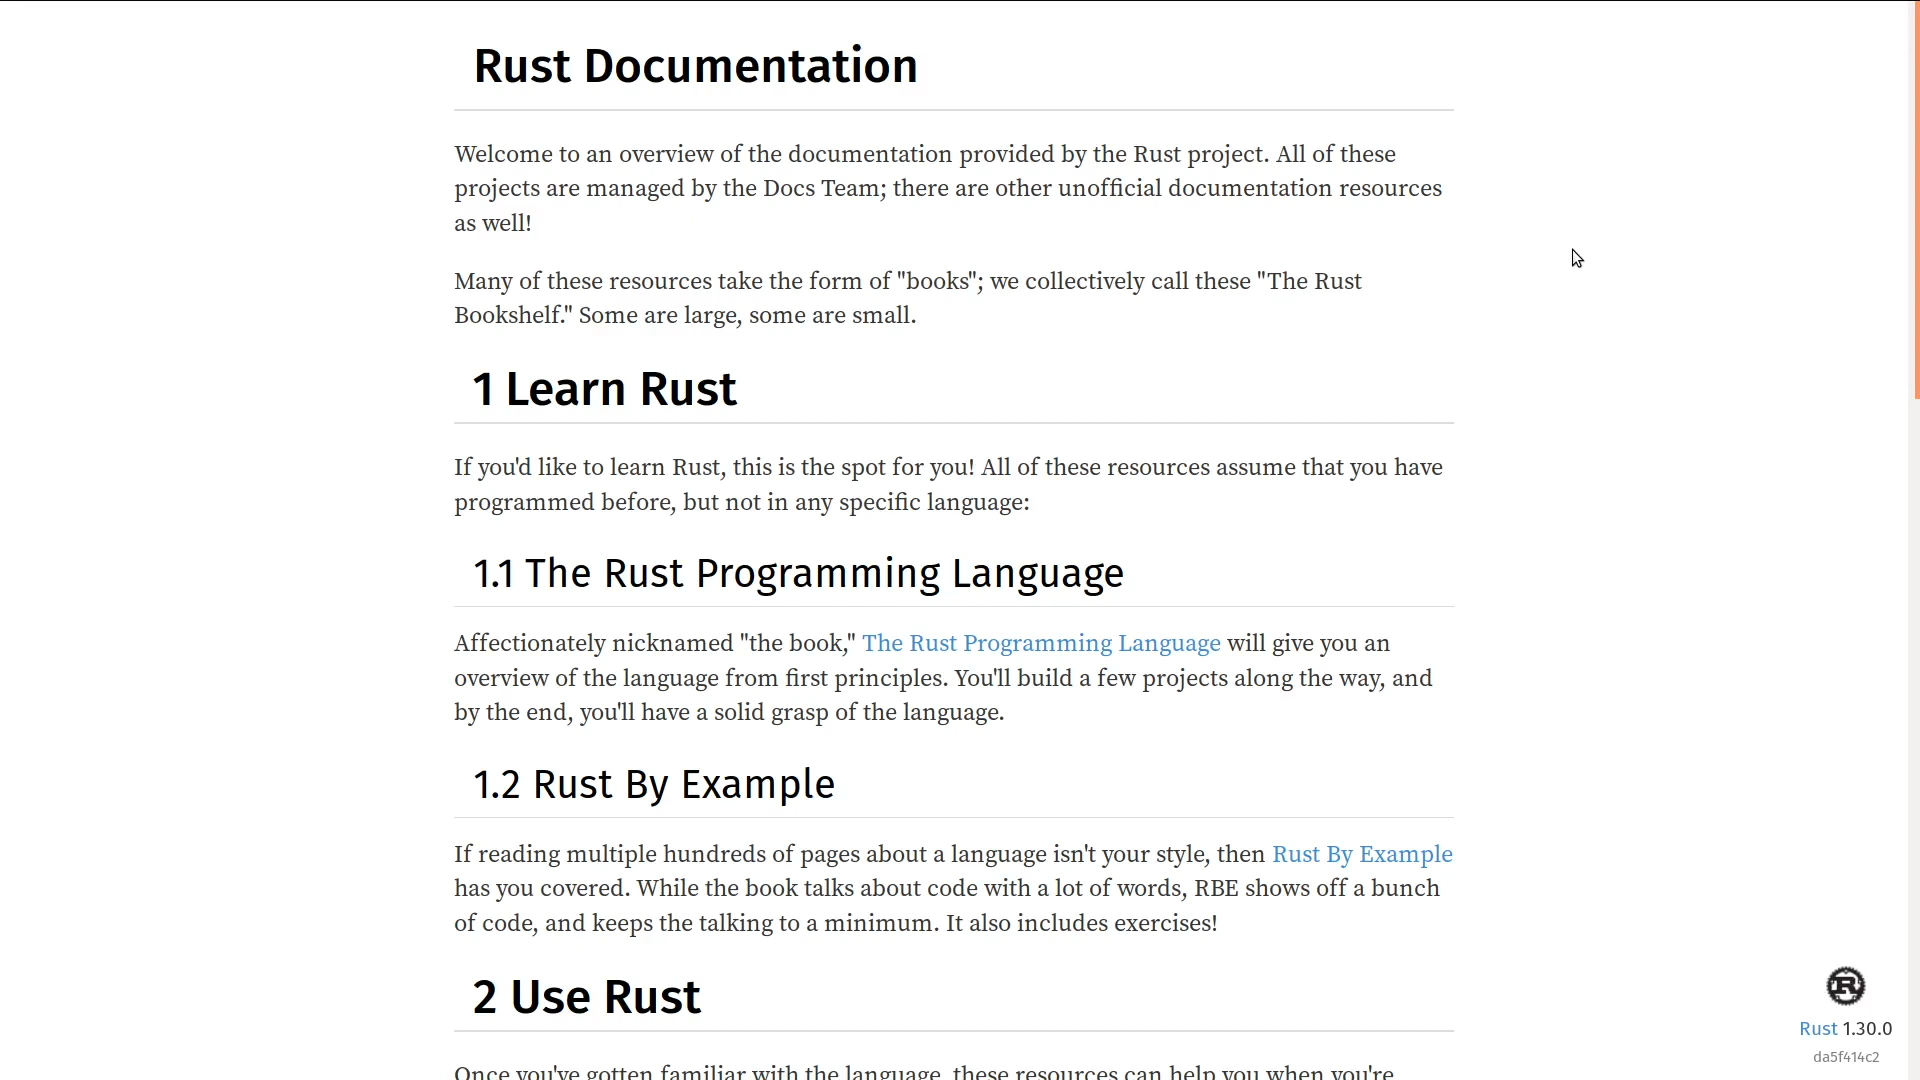 Rust Documentation
Welcome to an overview of the documentation provided by the Rust project. All of these
projects are managed by the Docs Team; there are other unofficial documentation resources
as well!
Many of these resources take the form of "books"; we collectively call these "The Rust
Bookshelf." Some are large, some are small.
1 Learn Rust
If you'd like to learn Rust, this is the spot for you! All of these resources assume that you have
programmed before, but not in any specific language:
1.1 The Rust Programming Language
Affectionately nicknamed "the book," The Rust Programming Language will give you an
overview of the language from first principles. You'll build a few projects along the way, and
by the end, you'll have a solid grasp of the language.
1.2 Rust By Example
If reading multiple hundreds of pages about a language isn't your style, then Rust By Example
has you covered. While the book talks about code with a lot of words, RBE shows off a bunch
of code, and keeps the talking to a minimum. It also includes exercises!
2 Use Rust
Once you've gotten familiar with the language, these resources can help you when you're
R
Rust 1.30.0
da5f414c2